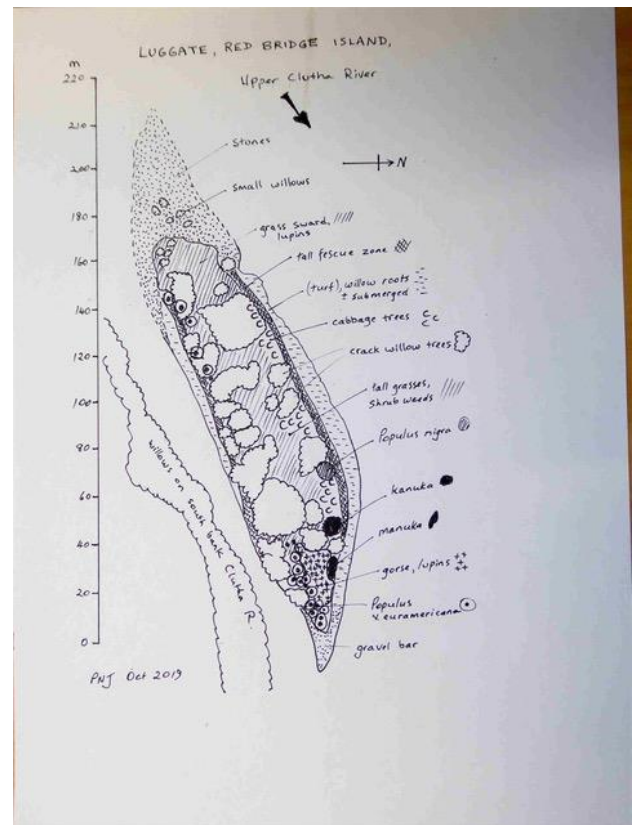 LUGGATE, RED BRIDGE ISLAND,
Upper Clutha River
m
220
210
200
180
160
140
120
100
80
60
40
20
0
N
stones
small willows
grass sward,
lupins
tall fescue zone
(turf), willow roots
± submerged
cabbage trees
crack willow trees
tall grasses,
shrub weeds
Populus nigra
kanuka
manuka
gorse, lupins
Populus
x euramericana
gravel bar
willows on south bank Clutha R.
PNJ Oct 2019